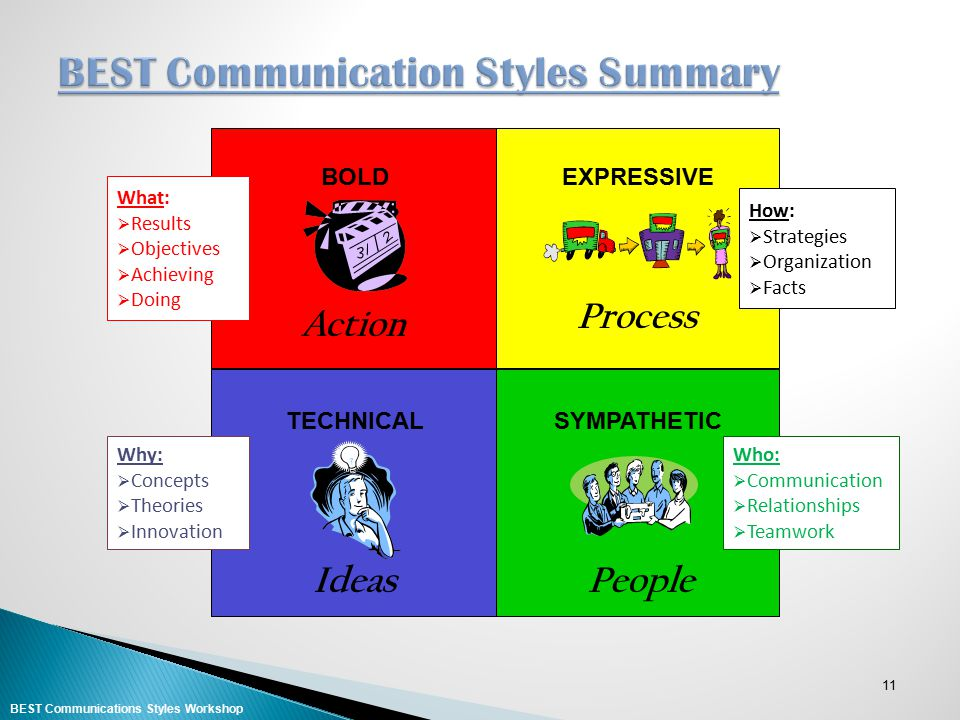 BEST Communication Styles Summary
BOLD
What:
Results
Objectives
Achieving
Doing
31 2
Action
EXPRESSIVE
How:
Strategies
Organization
Facts
Process
TECHNICAL
Why:
Concepts
Theories
Innovation
Ideas
SYMPATHETIC
Who:
Communication
Relationships
Teamwork
People
11
BEST Communications Styles Workshop